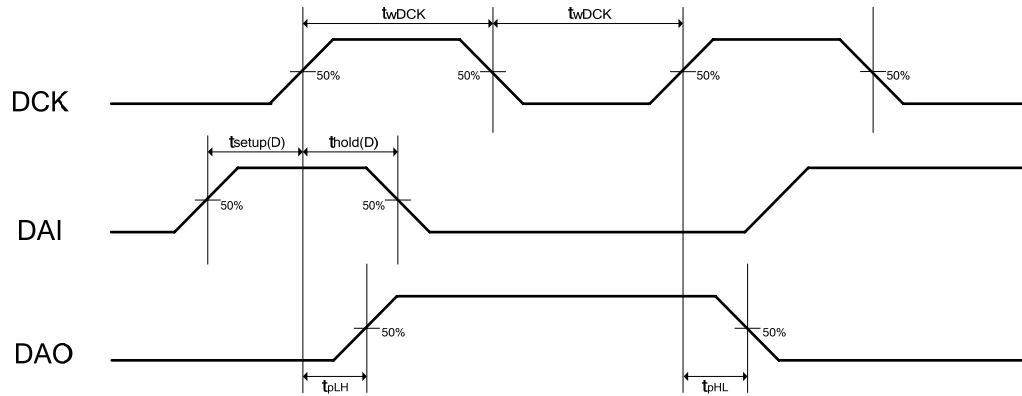 twDCK twDCK
50% 50% 50% 50%
DCK
tsetup(D) thold(D)
50% 50%
DAI
50% 50%
DAO
tpLH tpHL